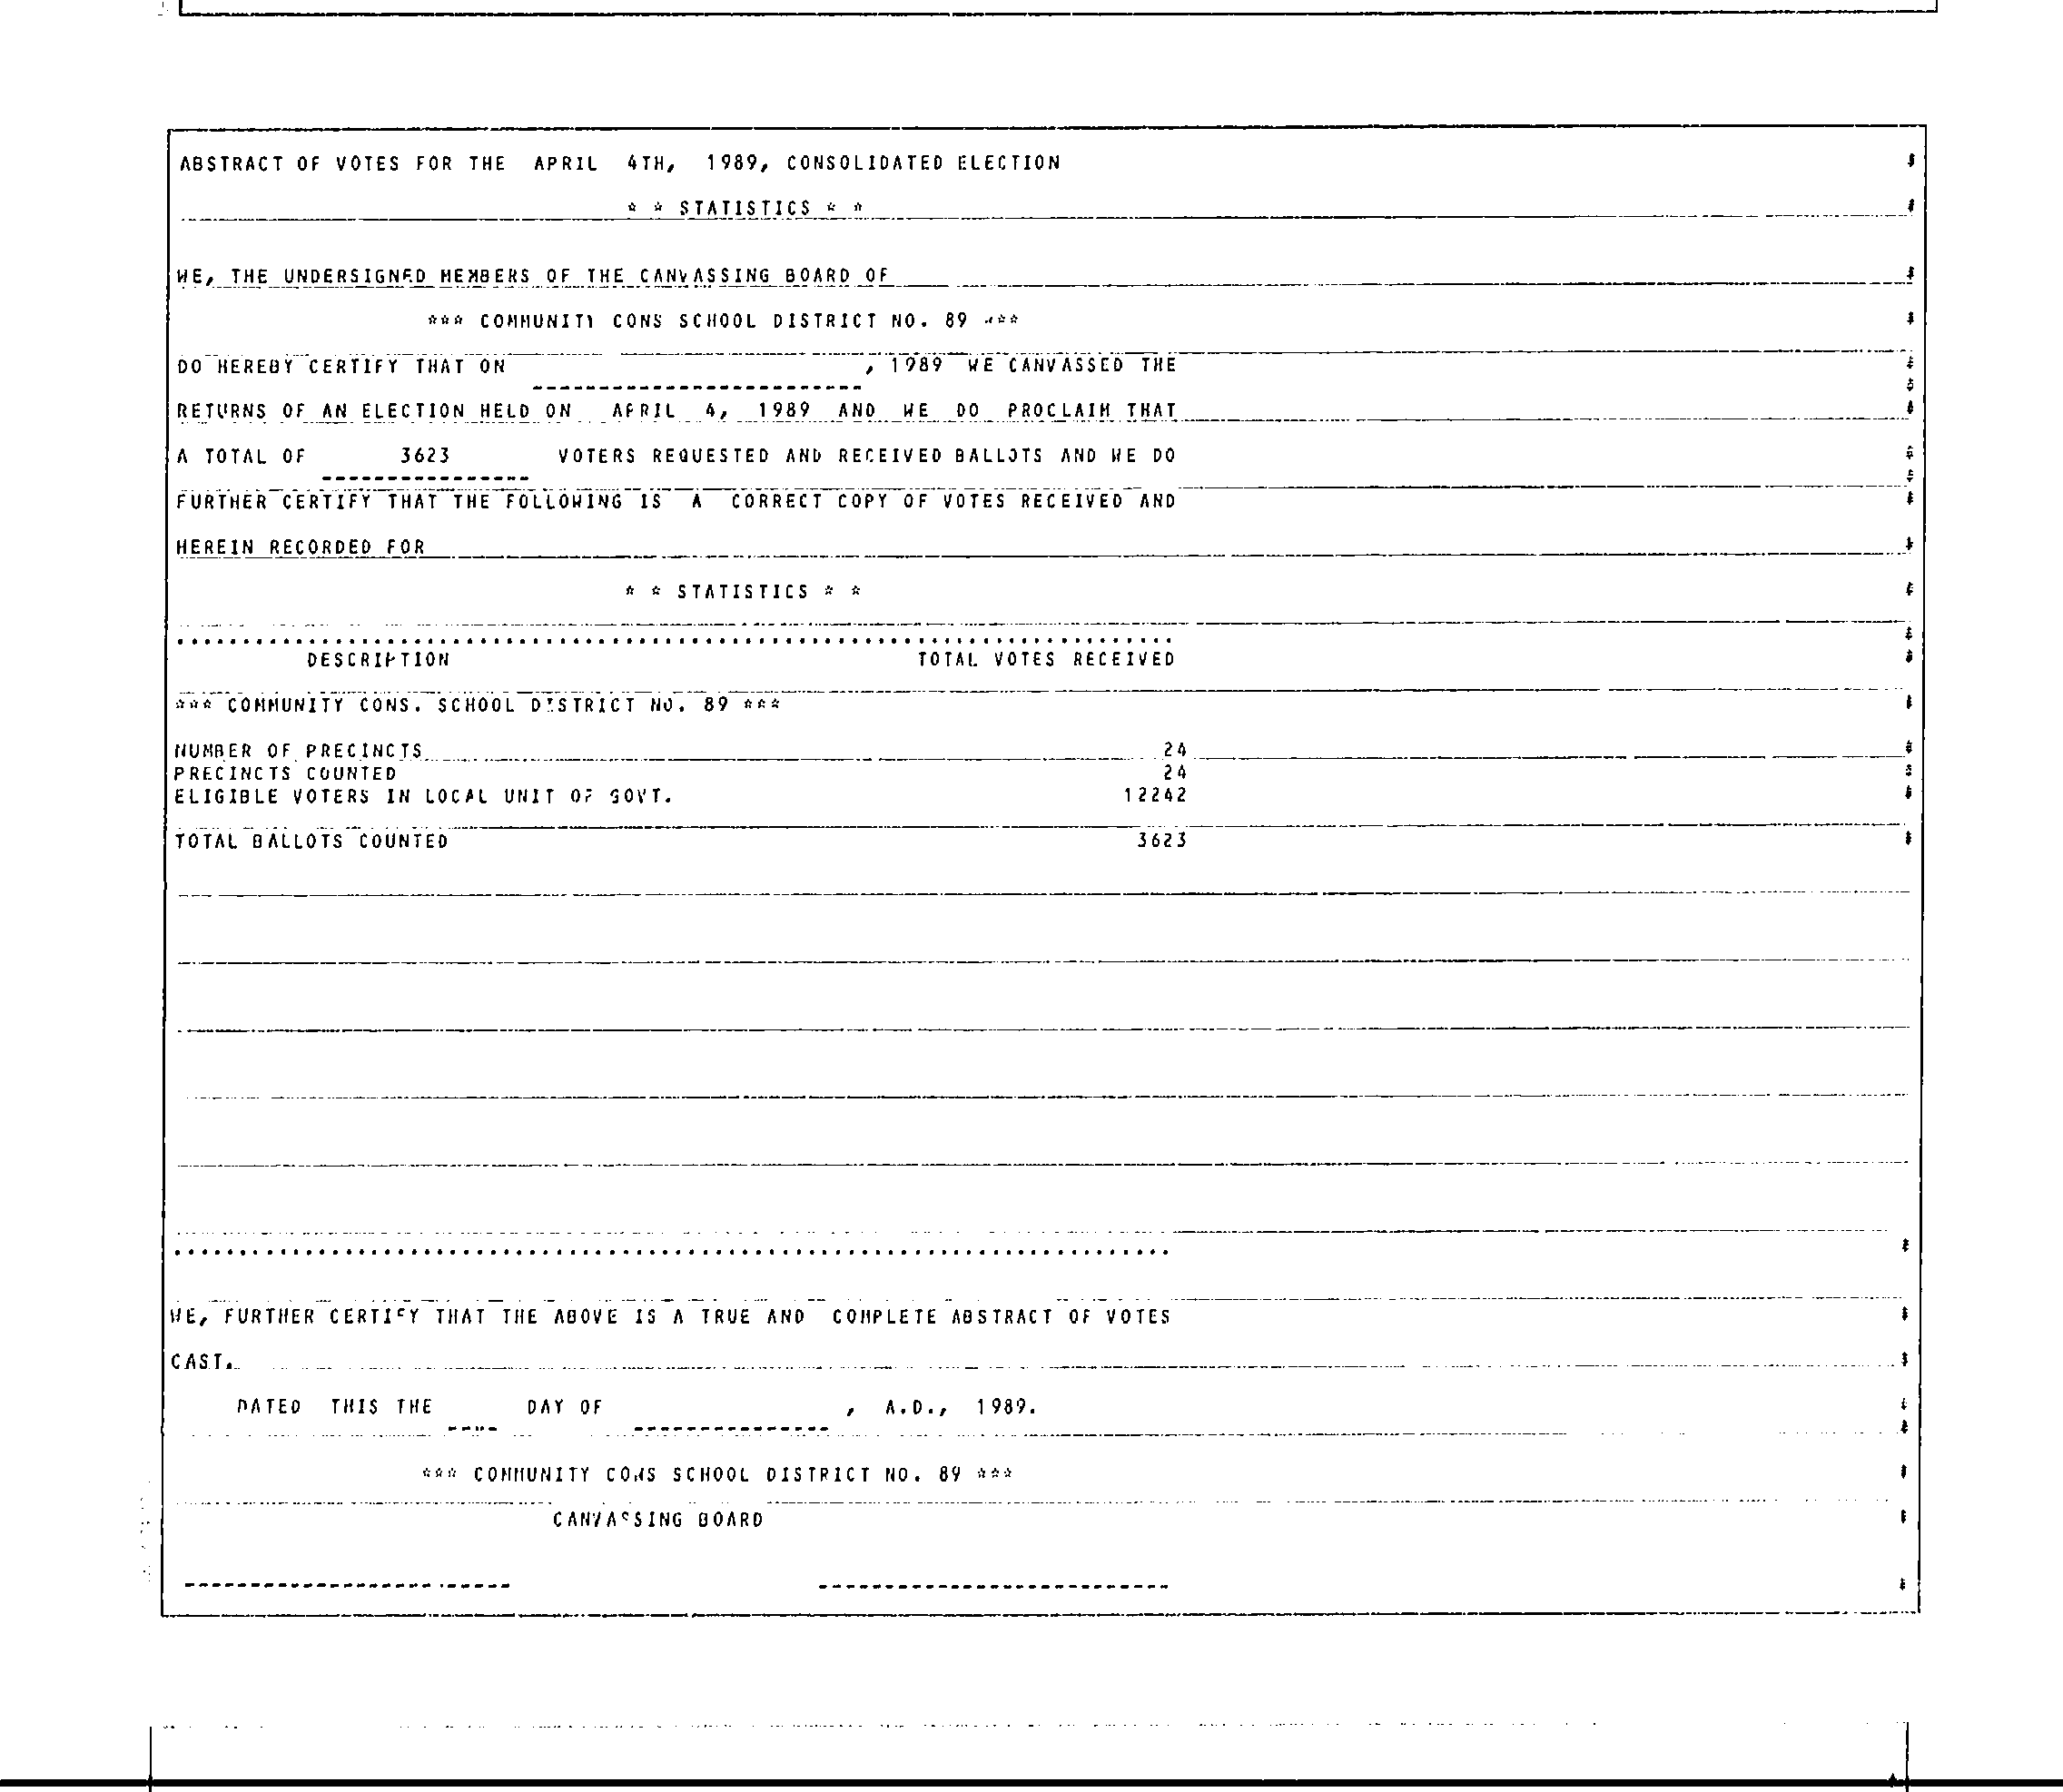 ABSTRACT OF VOTES FOR THE APRIL 4TH, 1989, CONSOLIDATED ELECTION
* * STATISTICS * *
WE, THE UNDERSIGNED MEMBERS OF THE CANVASSING BOARD OF
*** COMMUNITY CONS SCHOOL DISTRICT NO. 89 ***
DO HEREBY CERTIFY THAT ON , 1989 WE CANVASSED THE
RETURNS OF AN ELECTION HELD ON APRIL 4, 1989 AND WE DO PROCLAIM THAT
A TOTAL OF 3623 VOTERS REQUESTED AND RECEIVED BALLOTS AND WE DO
FURTHER CERTIFY THAT THE FOLLOWING IS A CORRECT COPY OF VOTES RECEIVED AND
HEREIN RECORDED FOR
* * STATISTICS * *
DESCRIPTION TOTAL VOTES RECEIVED
*** COMMUNITY CONS. SCHOOL DISTRICT NO. 89 ***
NUMBER OF PRECINCTS 24
PRECINCTS COUNTED 24
ELIGIBLE VOTERS IN LOCAL UNIT OF GOVT. 12242
TOTAL BALLOTS COUNTED 3623
WE, FURTHER CERTIFY THAT THE ABOVE IS A TRUE AND COMPLETE ABSTRACT OF VOTES
CAST.
DATED THIS THE ---- DAY OF --------------- , A.D., 1989.
*** COMMUNITY CONS SCHOOL DISTRICT NO. 89 ***
CANVASSING BOARD